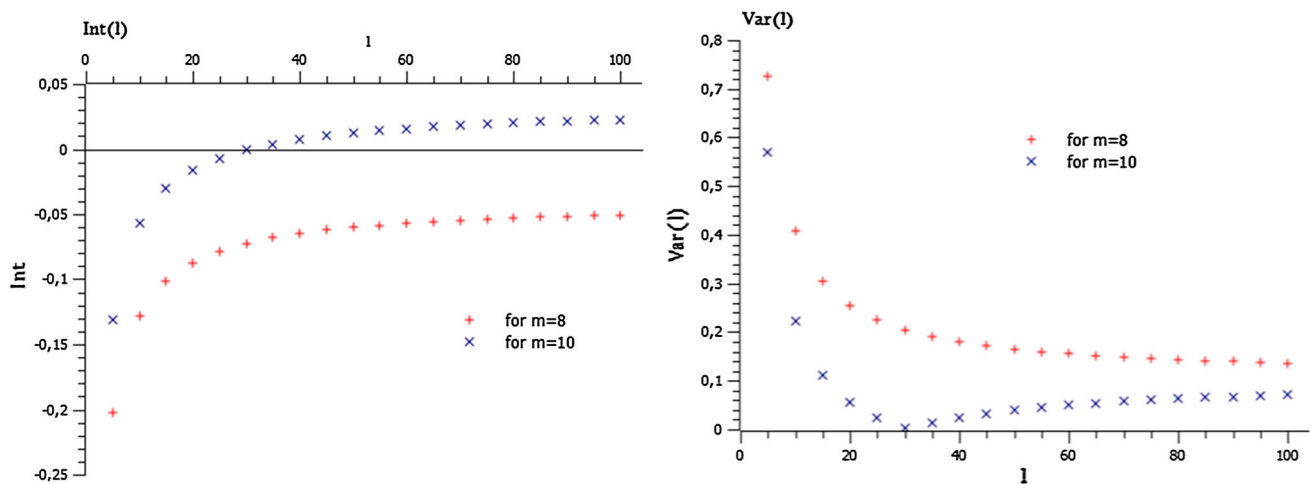 Int(l)
l
0 20 40 60 80 100
0,05
0
-0,05
-0,1
-0,15
-0,2
-0,25
Int
for m=8
for m=10
Var(l)
0,8
0,7
0,6
0,5
0,4
0,3
0,2
0,1
0
Var(l)
for m=8
for m=10
0 20 40 60 80 100
l